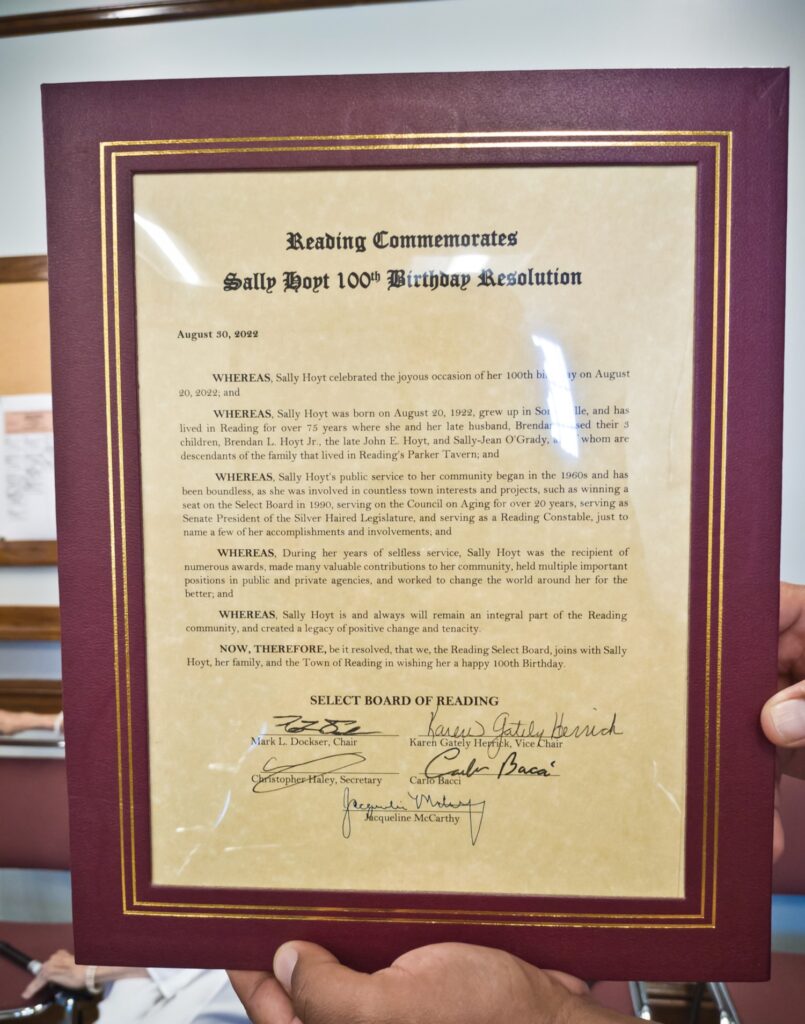 Reading Commemorates
Sally Hoyt 100th Birthday Resolution
August 30, 2022
WHEREAS, Sally Hoyt celebrated the joyous occasion of her 100th on August
20, 2022; and
WHEREAS, Sally Hoyt was born on August 20, 1922, grew up in and has
lived in Reading for over 75 years where she and her late husband, Brendan their 3
children, Brendan L. Hoyt Jr., the late John E. Hoyt, and Sally-Jean O'Grady, whom are
descendants of the family that lived in Reading's Parker Tavern; and
WHEREAS, Sally Hoyt's public service to her community began in the 1960s and has
been boundless, as she was involved in countless town interests and projects, such as winning a
seat on the Select Board in 1990, serving on the Council on Aging for over 20 years, serving as
Senate President of the Silver Haired Legislature, and serving as a Reading Constable, just to
name a few of her accomplishments and involvements; and
WHEREAS, During her years of selfless service, Sally Hoyt was the recipient of
numerous awards, made many valuable contributions to her community, held multiple important
positions in public and private agencies, and worked to change the world around her for the
better; and
WHEREAS, Sally Hoyt is and always will remain an integral part of the Reading
community, and created a legacy of positive change and tenacity.
NOW, THEREFORE, be it resolved, that we, the Reading Select Board, joins with Sally
Hoyt, her family, and the Town of Reading in wishing her a happy 100th Birthday.
SELECT BOARD OF READING
Karen Gately Herrick
Mark L. Dockser, Chair Karen Gately Herrick, Vice Chair
Carlo Bacci
Christopher Haley, Secretary Carlo Bacci
Jacqueline McCarthy
Jacqueline McCarthy